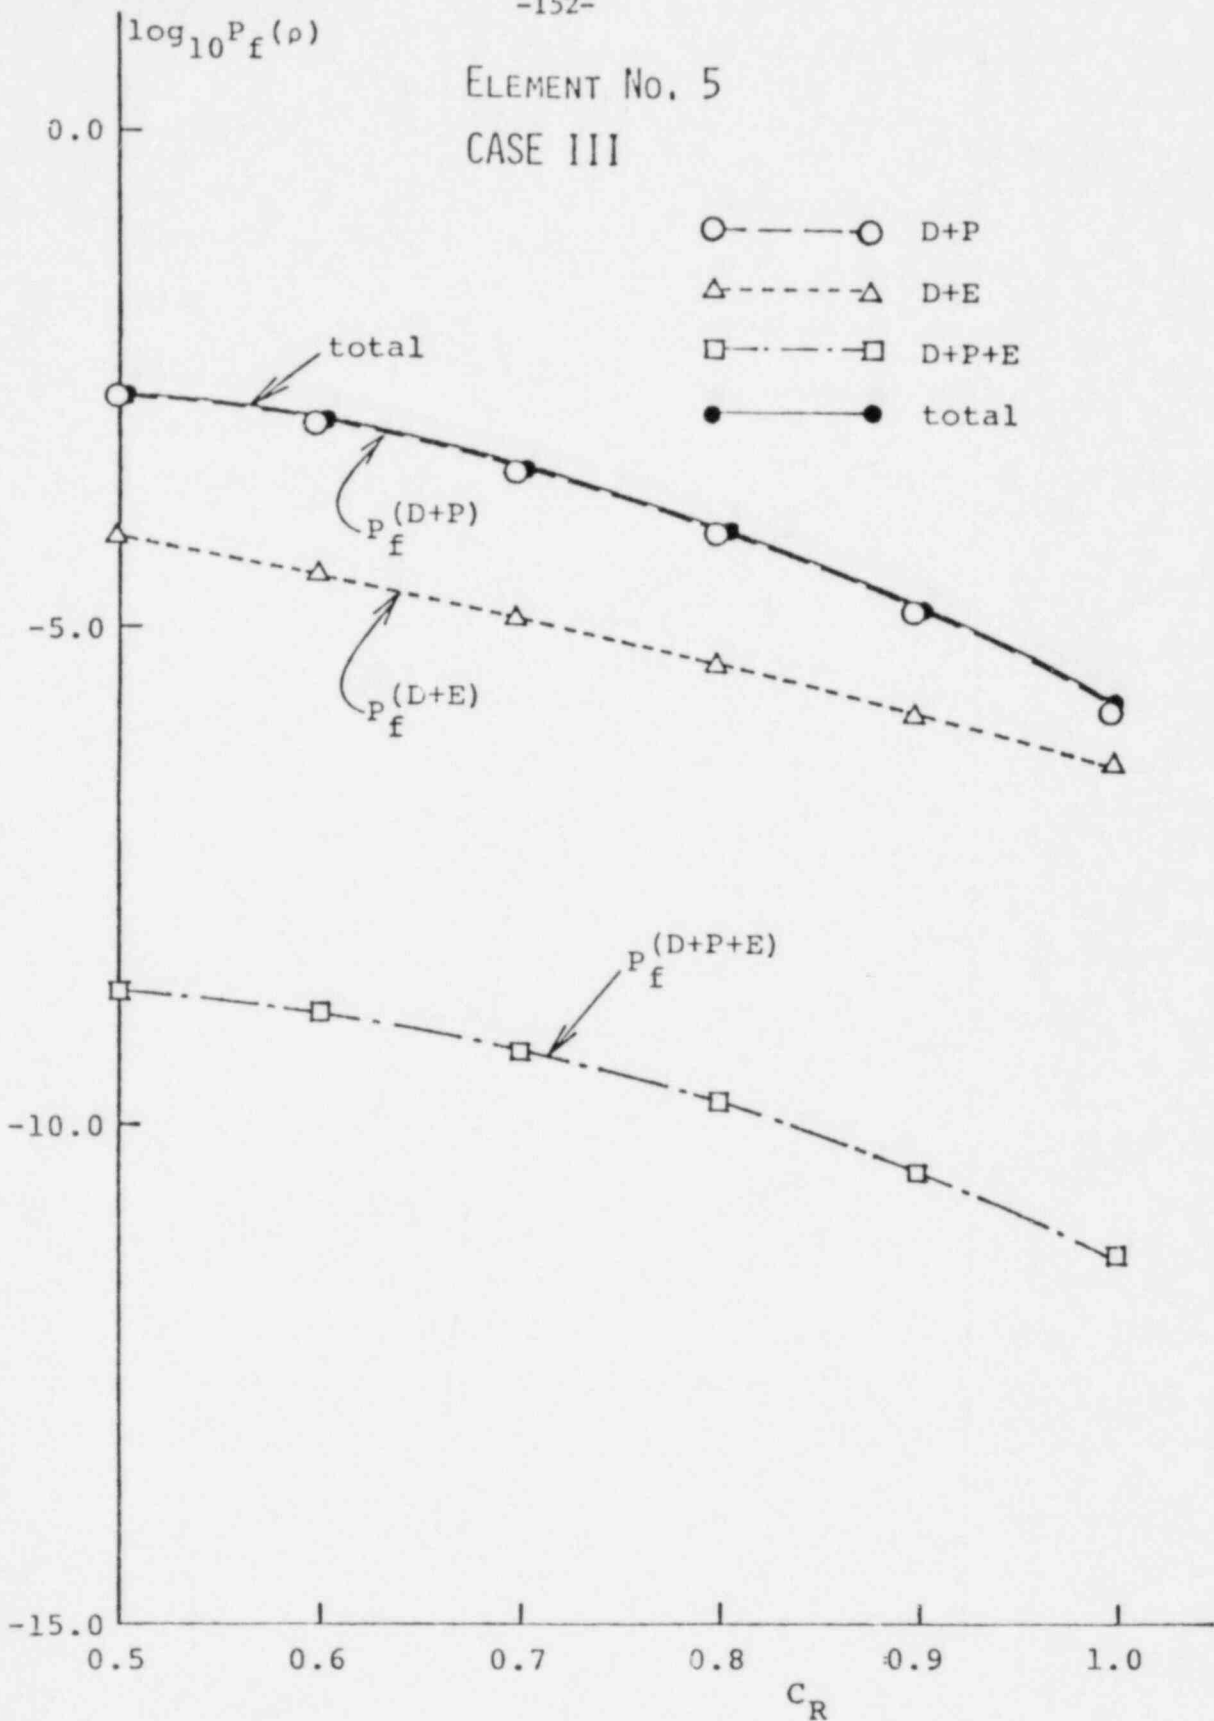 -152-
log10Pf(ρ)
ELEMENT No. 5
CASE III
0.0
D+P
D+E
D+P+E
total
total
Pf(D+P)
-5.0
Pf(D+E)
Pf(D+P+E)
-10.0
-15.0
0.5 0.6 0.7 0.8 0.9 1.0
CR